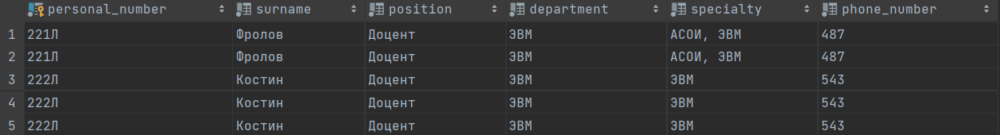 personal_number surname position department specialty phone_number
1 221Л Фролов Доцент ЭВМ АСОИ, ЭВМ 487
2 221Л Фролов Доцент ЭВМ АСОИ, ЭВМ 487
3 222Л Костин Доцент ЭВМ ЭВМ 543
4 222Л Костин Доцент ЭВМ ЭВМ 543
5 222Л Костин Доцент ЭВМ ЭВМ 543